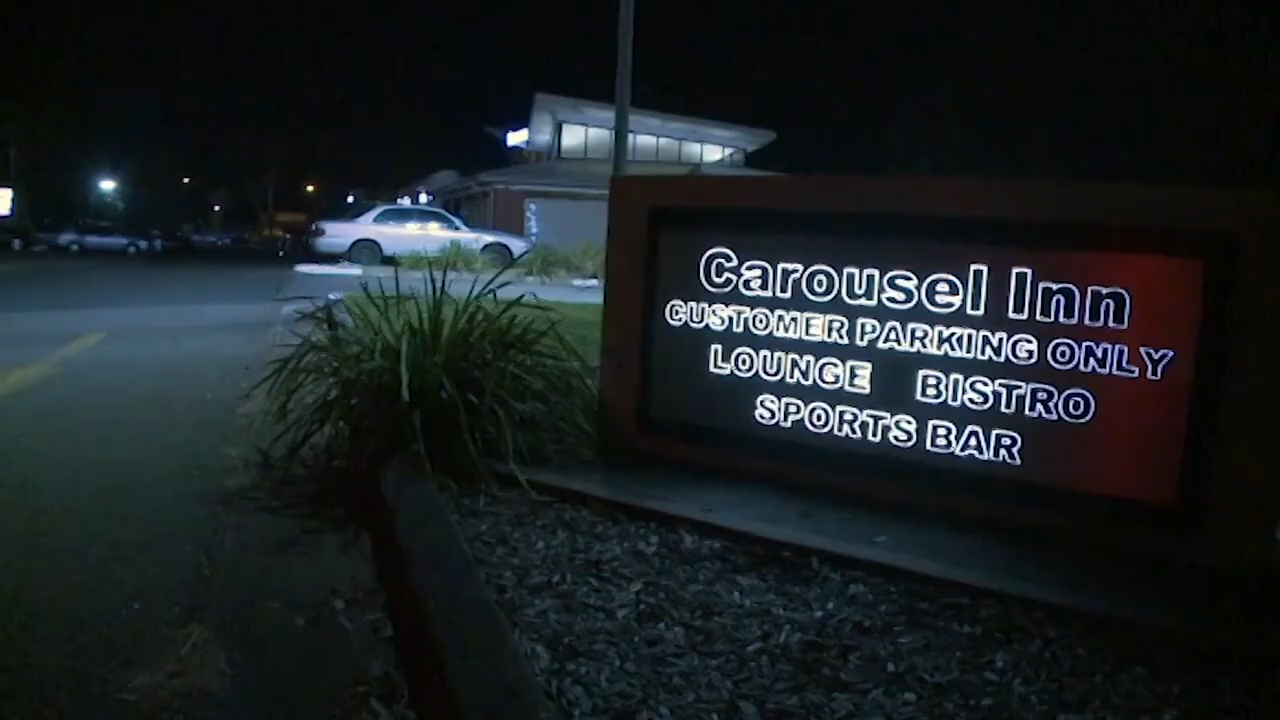 Carousel Inn
CUSTOMER PARKING ONLY
LOUNGE BISTRO
SPORTS BAR